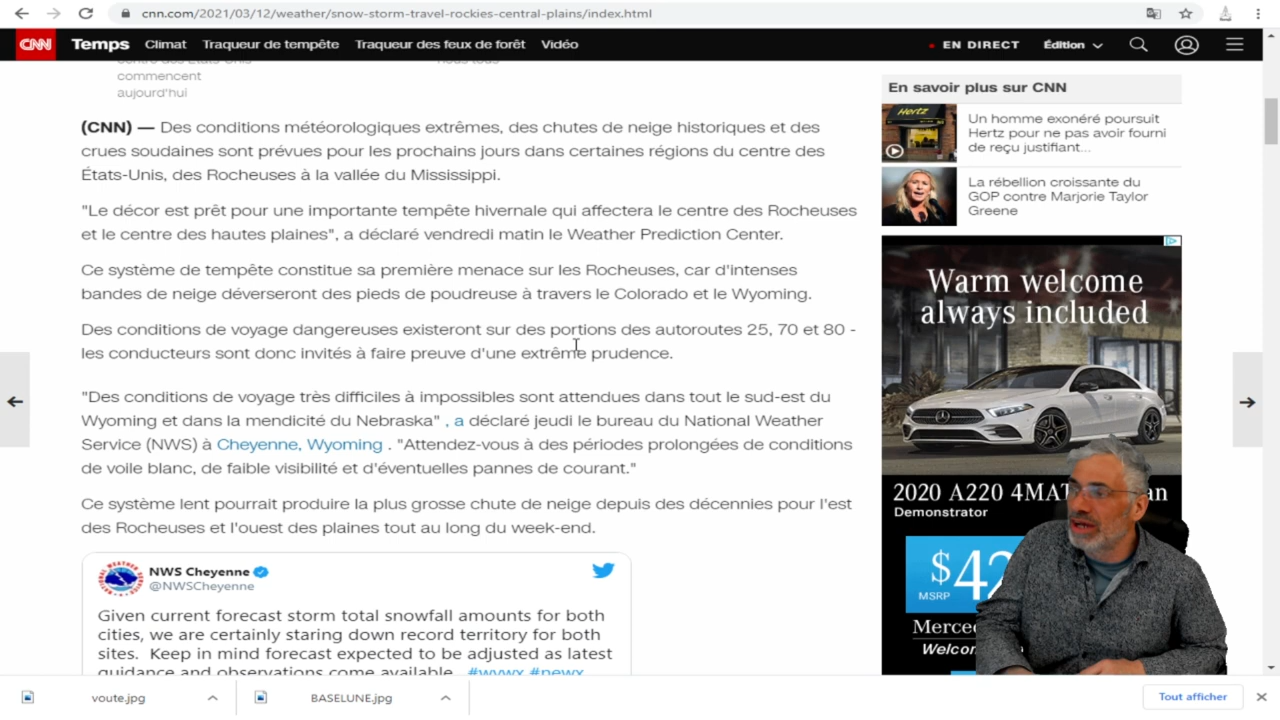 cnn.com/2021/03/12/weather/snow-storm-travel-rockies-central-plains/index.html
CNN Temps Climat Traqueur de tempête Traqueur des feux de forêt Vidéo EN DIRECT Édition
commencent
aujourd'hui
(CNN) — Des conditions météorologiques extrêmes, des chutes de neige historiques et des
crues soudaines sont prévues pour les prochains jours dans certaines régions du centre des
États-Unis, des Rocheuses à la vallée du Mississippi.
"Le décor est prêt pour une importante tempête hivernale qui affectera le centre des Rocheuses
et le centre des hautes plaines", a déclaré vendredi matin le Weather Prediction Center.
Ce système de tempête constitue sa première menace sur les Rocheuses, car d'intenses
bandes de neige déverseront des pieds de poudreuse à travers le Colorado et le Wyoming.
Des conditions de voyage dangereuses existeront sur des portions des autoroutes 25, 70 et 80 -
les conducteurs sont donc invités à faire preuve d'une extrême prudence.
"Des conditions de voyage très difficiles à impossibles sont attendues dans tout le sud-est du
Wyoming et dans la mendicité du Nebraska" , a déclaré jeudi le bureau du National Weather
Service (NWS) à Cheyenne, Wyoming . "Attendez-vous à des périodes prolongées de conditions
de voile blanc, de faible visibilité et d'éventuelles pannes de courant."
Ce système lent pourrait produire la plus grosse chute de neige depuis des décennies pour l'est
des Rocheuses et l'ouest des plaines tout au long du week-end.
NWS Cheyenne
@NWSCheyenne
Given current forecast storm total snowfall amounts for both
cities, we are certainly staring down record territory for both
sites. Keep in mind forecast expected to be adjusted as latest
guidance and observations come available. #wywx #newx
En savoir plus sur CNN
Hertz
Un homme exonéré poursuit
Hertz pour ne pas avoir fourni
de reçu justifiant...
La rébellion croissante du
GOP contre Marjorie Taylor
Greene
Warm welcome
always included
2020 A220 4MAT
Demonstrator
$42
MSRP
Merce
Welco
voute.jpg
BASELUNE.jpg
Tout afficher